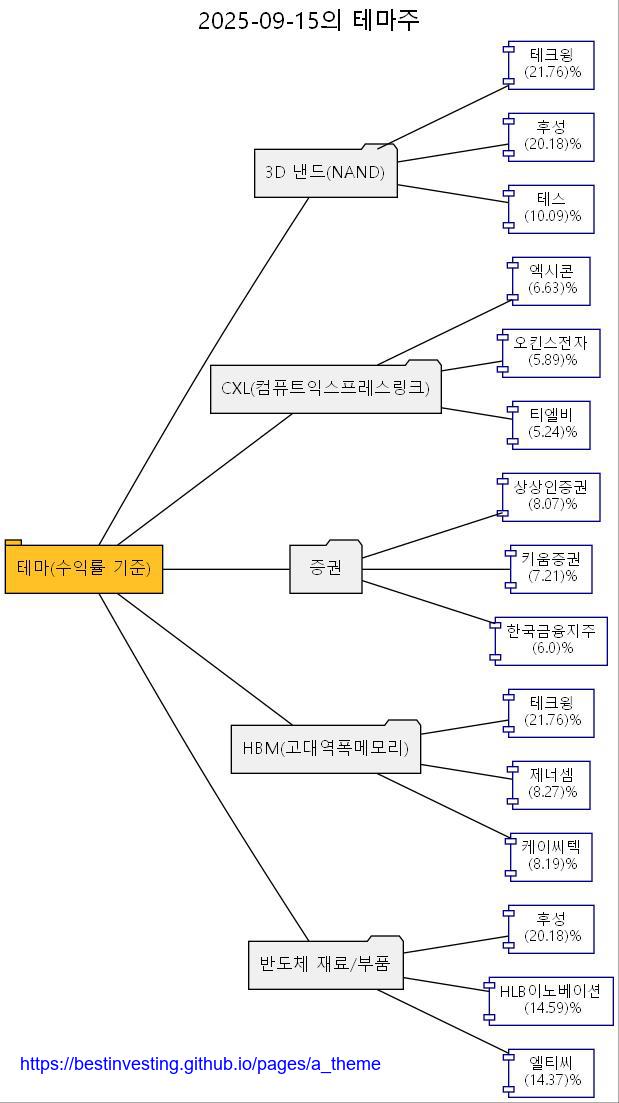 2025-09-15의 테마주
테크윙
(21.76)%
후성
(20.18)%
3D 낸드(NAND)
테스
(10.09)%
엑시콘
(6.63)%
오킨스전자
(5.89)%
CXL(컴퓨트익스프레스링크)
티엘비
(5.24)%
상상인증권
(8.07)%
테마(수익률 기준)
증권
키움증권
(7.21)%
한국금융지주
(6.0)%
테크윙
(21.76)%
HBM(고대역폭메모리)
제너셈
(8.27)%
케이씨텍
(8.19)%
후성
(20.18)%
반도체 재료/부품
HLB이노베이션
(14.59)%
엘티씨
(14.37)%
https://bestinvesting.github.io/pages/a_theme